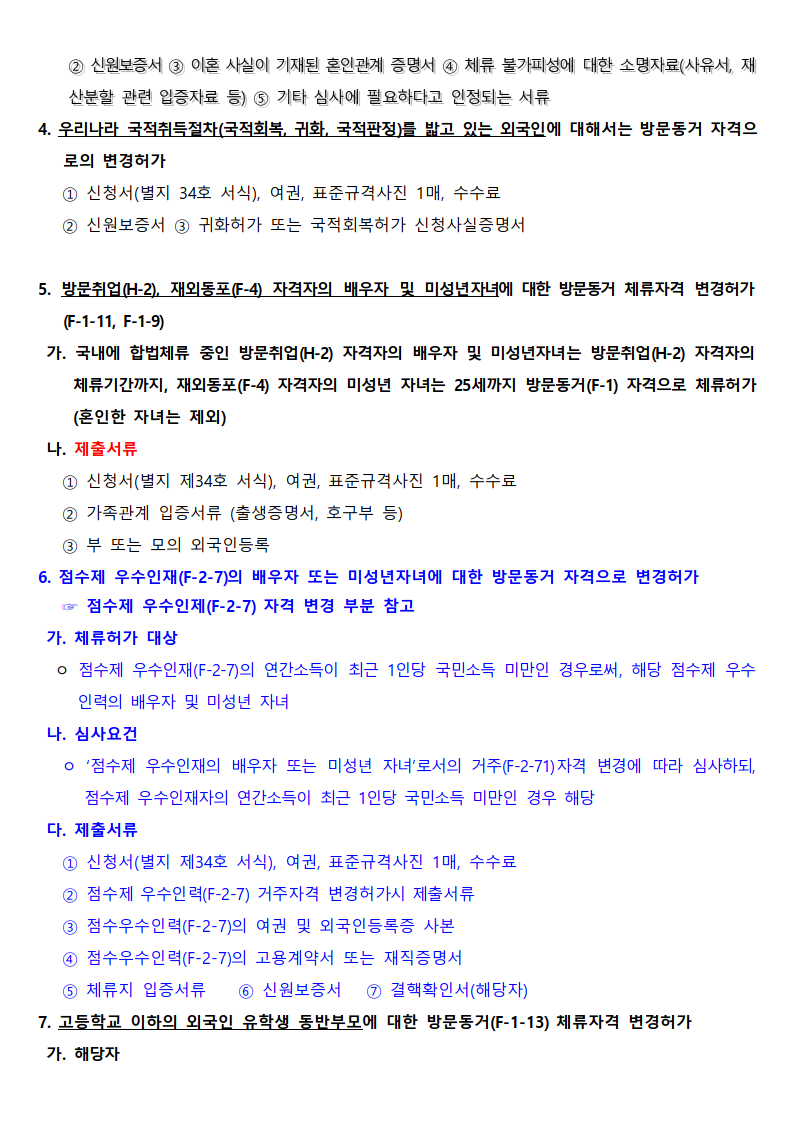 ② 신원보증서 ③ 이혼 사실이 기재된 혼인관계 증명서 ④ 체류 불가피성에 대한 소명자료(사유서, 재
산분할 관련 입증자료 등) ⑤ 기타 심사에 필요하다고 인정되는 서류
4. 우리나라 국적취득절차(국적회복, 귀화, 국적판정)를 밟고 있는 외국인에 대해서는 방문동거 자격으
로의 변경허가
① 신청서(별지 34호 서식), 여권, 표준규격사진 1매, 수수료
② 신원보증서 ③ 귀화허가 또는 국적회복허가 신청사실증명서
5. 방문취업(H-2), 재외동포(F-4) 자격자의 배우자 및 미성년자녀에 대한 방문동거 체류자격 변경허가
(F-1-11, F-1-9)
가. 국내에 합법체류 중인 방문취업(H-2) 자격자의 배우자 및 미성년자녀는 방문취업(H-2) 자격자의
체류기간까지, 재외동포(F-4) 자격자의 미성년 자녀는 25세까지 방문동거(F-1) 자격으로 체류허가
(혼인한 자녀는 제외)
나. 제출서류
① 신청서(별지 제34호 서식), 여권, 표준규격사진 1매, 수수료
② 가족관계 입증서류 (출생증명서, 호구부 등)
③ 부 또는 모의 외국인등록
6. 점수제 우수인재(F-2-7)의 배우자 또는 미성년자녀에 대한 방문동거 자격으로 변경허가
☞ 점수제 우수인제(F-2-7) 자격 변경 부분 참고
가. 체류허가 대상
ㅇ 점수제 우수인재(F-2-7)의 연간소득이 최근 1인당 국민소득 미만인 경우로써, 해당 점수제 우수
인력의 배우자 및 미성년 자녀
나. 심사요건
ㅇ ‘점수제 우수인재의 배우자 또는 미성년 자녀’로서의 거주(F-2-71)자격 변경에 따라 심사하되,
점수제 우수인재자의 연간소득이 최근 1인당 국민소득 미만인 경우 해당
다. 제출서류
① 신청서(별지 제34호 서식), 여권, 표준규격사진 1매, 수수료
② 점수제 우수인력(F-2-7) 거주자격 변경허가시 제출서류
③ 점수우수인력(F-2-7)의 여권 및 외국인등록증 사본
④ 점수우수인력(F-2-7)의 고용계약서 또는 재직증명서
⑤ 체류지 입증서류 ⑥ 신원보증서 ⑦ 결핵확인서(해당자)
7. 고등학교 이하의 외국인 유학생 동반부모에 대한 방문동거(F-1-13) 체류자격 변경허가
가. 해당자